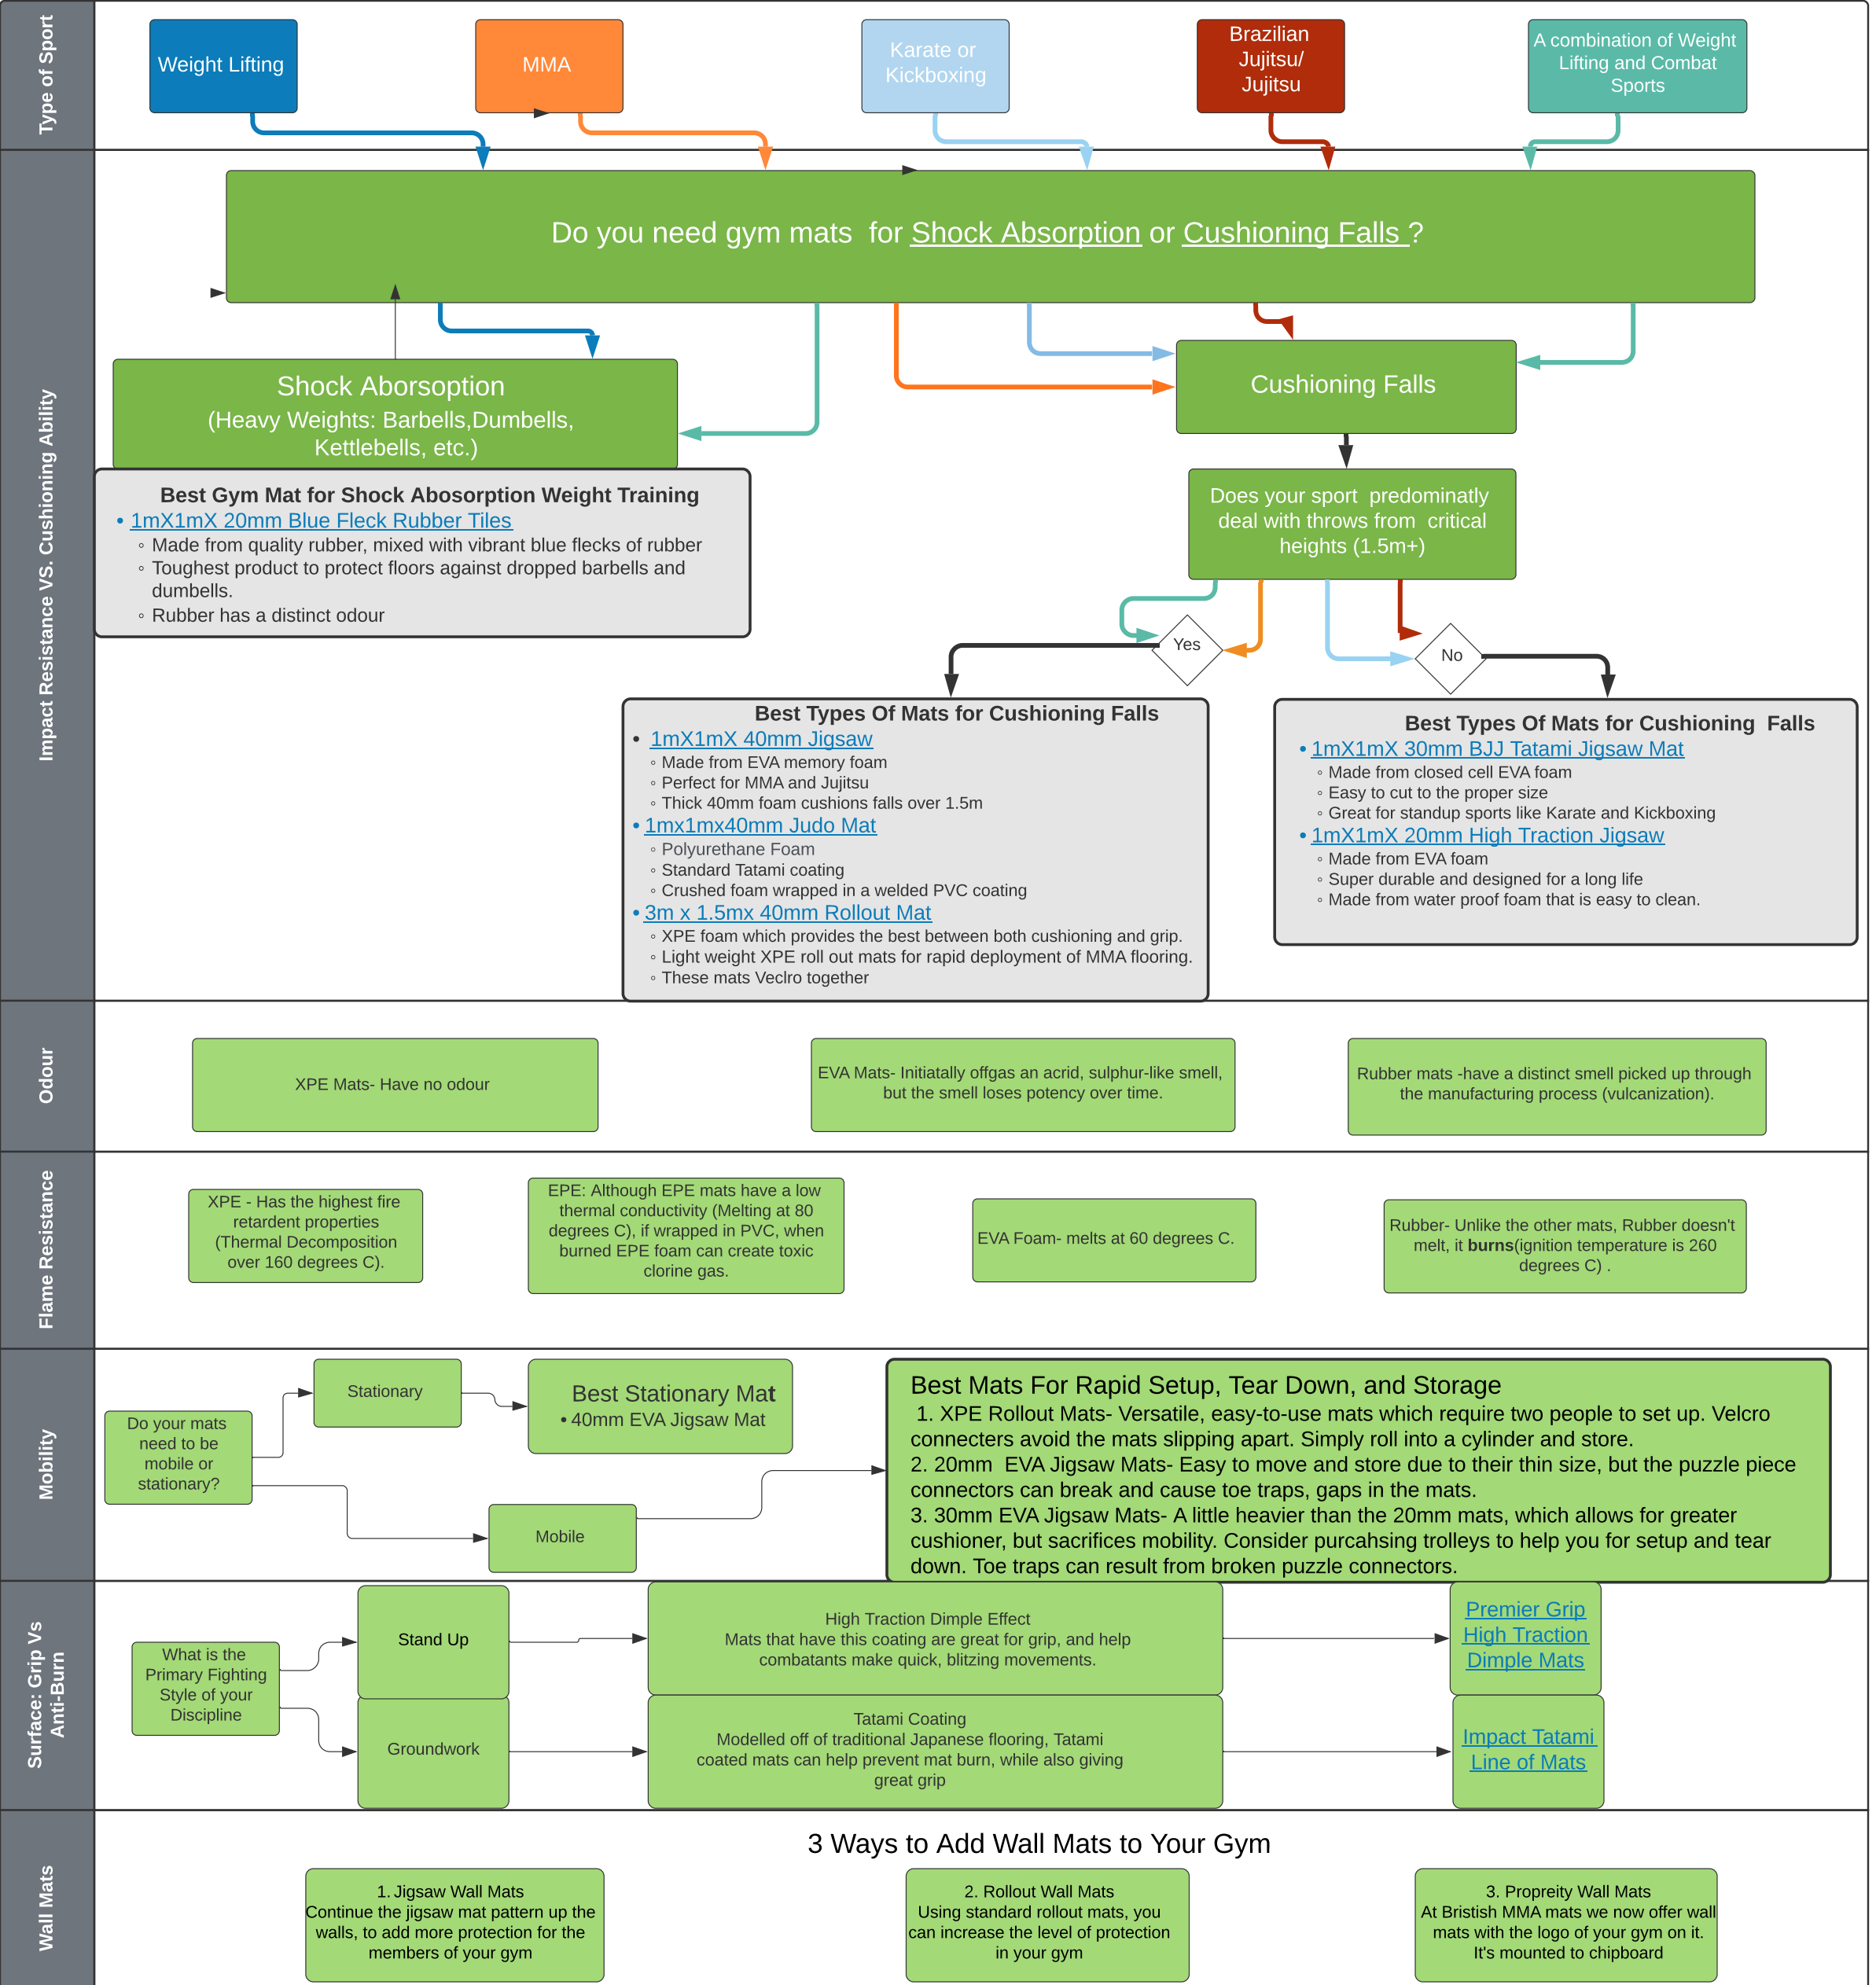 Type of Sport
Weight Lifting
MMA
Karate or
Kickboxing
Brazilian
Jujitsu/
Jujitsu
A combination of Weight
Lifting and Combat
Sports
Impact Resistance VS. Cushioning Ability
Do you need gym mats  for Shock Absorption or Cushioning Falls ?
Shock Aborsoption
(Heavy Weights: Barbells,Dumbells,
Kettlebells, etc.)
Cushioning Falls
Best Gym Mat for Shock Abosorption Weight Training
• 1mX1mX 20mm Blue Fleck Rubber Tiles
◦ Made from quality rubber, mixed with vibrant blue flecks of rubber
◦ Toughest product to protect floors against dropped barbells and
dumbells.
◦ Rubber has a distinct odour
Does your sport  predominatly
deal with throws from  critical
heights (1.5m+)
Yes
No
Best Types Of Mats for Cushioning Falls
• 1mX1mX 40mm Jigsaw
◦ Made from EVA memory foam
◦ Perfect for MMA and Jujitsu
◦ Thick 40mm foam cushions falls over 1.5m
• 1mx1mx40mm Judo Mat
◦ Polyurethane Foam
◦ Standard Tatami coating
◦ Crushed foam wrapped in a welded PVC coating
• 3m x 1.5mx 40mm Rollout Mat
◦ XPE foam which provides the best between both cushioning and grip.
◦ Light weight XPE roll out mats for rapid deployment of MMA flooring.
◦ These mats Veclro together
Best Types Of Mats for Cushioning  Falls
• 1mX1mX 30mm BJJ Tatami Jigsaw Mat
◦ Made from closed cell EVA foam
◦ Easy to cut to the proper size
◦ Great for standup sports like Karate and Kickboxing
• 1mX1mX 20mm High Traction Jigsaw
◦ Made from EVA foam
◦ Super durable and designed for a long life
◦ Made from water proof foam that is easy to clean.
Odour
XPE Mats- Have no odour
EVA Mats- Initiatally offgas an acrid, sulphur-like smell,
but the smell loses potency over time.
Rubber mats -have a distinct smell picked up through
the manufacturing process (vulcanization).
Flame Resistance
XPE - Has the highest fire
retardent properties
(Thermal Decomposition
over 160 degrees C).
EPE: Although EPE mats have a low
thermal conductivity (Melting at 80
degrees C), if wrapped in PVC, when
burned EPE foam can create toxic
clorine gas.
EVA Foam- melts at 60 degrees C.
Rubber- Unlike the other mats, Rubber doesn't
melt, it burns(ignition temperature is 260
degrees C) .
Mobility
Do your mats
need to be
mobile or
stationary?
Stationary
Best Stationary Mat
• 40mm EVA Jigsaw Mat
Mobile
Best Mats For Rapid Setup, Tear Down, and Storage
1. XPE Rollout Mats- Versatile, easy-to-use mats which require two people to set up. Velcro
connecters avoid the mats slipping apart. Simply roll into a cylinder and store.
2. 20mm  EVA Jigsaw Mats- Easy to move and store due to their thin size, but the puzzle piece
connectors can break and cause toe traps, gaps in the mats.
3. 30mm EVA Jigsaw Mats- A little heavier than the 20mm mats, which allows for greater
cushioner, but sacrifices mobility. Consider purcahsing trolleys to help you for setup and tear
down. Toe traps can result from broken puzzle connectors.
Surface: Grip Vs
Anti-Burn
What is the
Primary Fighting
Style of your
Discipline
Stand Up
High Traction Dimple Effect
Mats that have this coating are great for grip, and help
combatants make quick, blitzing movements.
Premier Grip
High Traction
Dimple Mats
Groundwork
Tatami Coating
Modelled off of traditional Japanese flooring, Tatami
coated mats can help prevent mat burn, while also giving
great grip
Impact Tatami
Line of Mats
Wall Mats
3 Ways to Add Wall Mats to Your Gym
1. Jigsaw Wall Mats
Continue the jigsaw mat pattern up the
walls, to add more protection for the
members of your gym
2. Rollout Wall Mats
Using standard rollout mats, you
can increase the level of protection
in your gym
3. Propreity Wall Mats
At Bristish MMA mats we now offer wall
mats with the logo of your gym on it.
It's mounted to chipboard